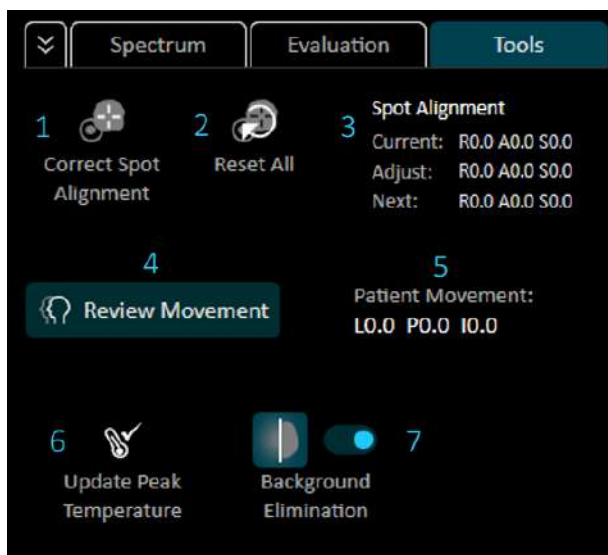 Spectrum Evaluation Tools
1 2 3 Spot Alignment
Current: R0.0 A0.0 S0.0
Adjust: R0.0 A0.0 S0.0
Next: R0.0 A0.0 S0.0
Correct Spot
Alignment
Reset All
4
Review Movement
5
Patient Movement:
L0.0 P0.0 I0.0
6
Update Peak
Temperature
7
Background
Elimination